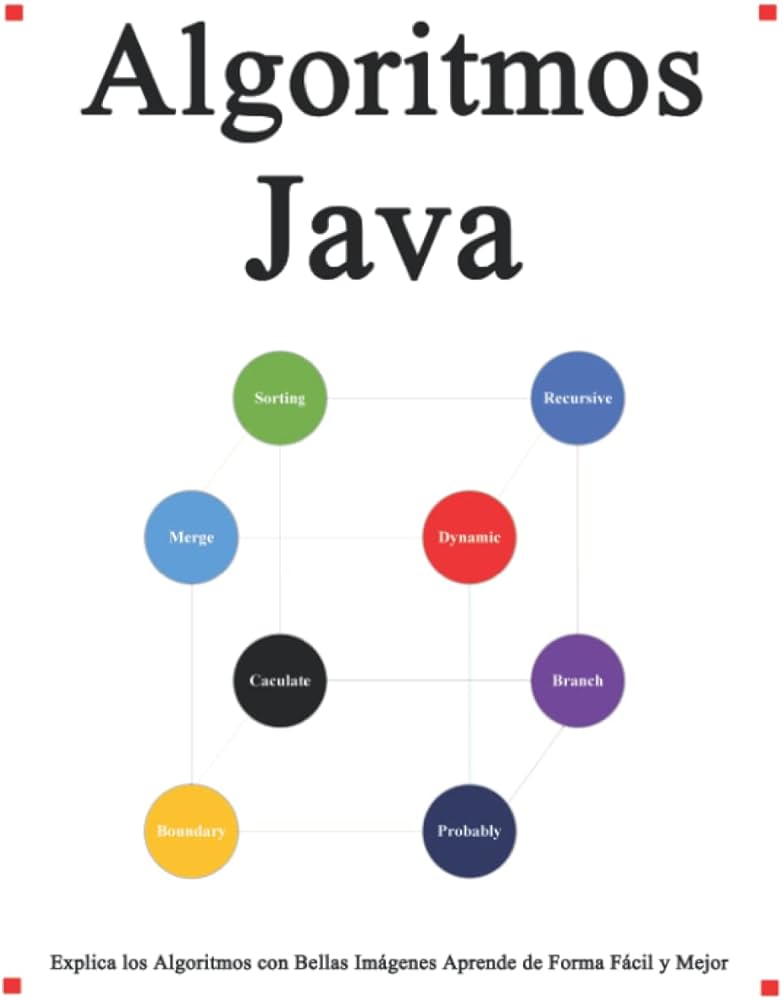 Algoritmos
Java
Sorting
Recursive
Merge
Dynamic
Caculate
Branch
Boundary
Probably
Explica los Algoritmos con Bellas Imágenes Aprende de Forma Fácil y Mejor